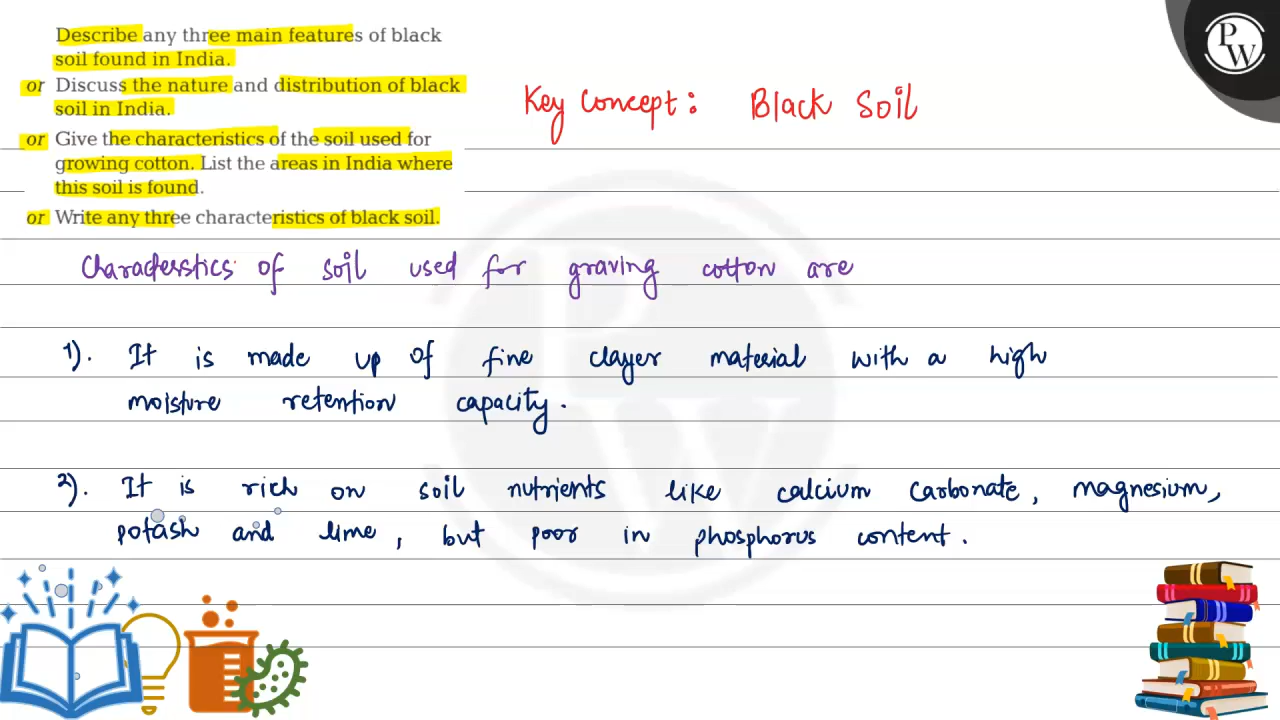 Describe any three main features of black
soil found in India.
or Discuss the nature and distribution of black
soil in India.
or Give the characteristics of the soil used for
growing cotton. List the areas in India where
this soil is found.
or Write any three characteristics of black soil.
PW
Key Concept: Black Soil
Characterstics of soil used for graving cotton are
1). It is made up of fine clayer material with a high
moisture retention capacity.
2). It is rich on soil nutrients like calcium carbonate, magnesium,
potash and lime, but poor in phosphorus content.